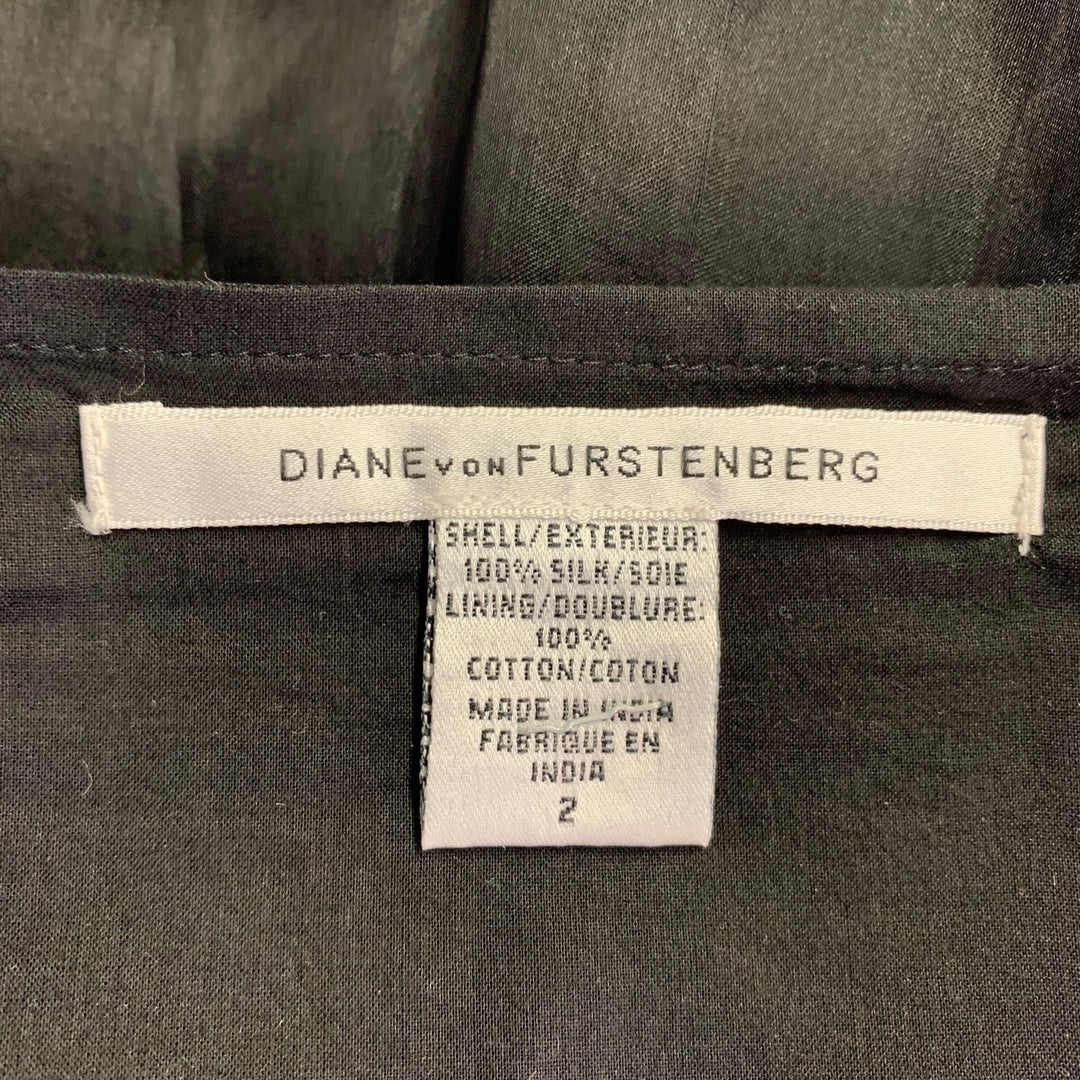 DIANE VON FURSTENBERG
SHELL/EXTERIEUR:
100% SILK/SOIE
LINING/DOUBLURE:
100%
COTTON/COTON
MADE IN INDIA
FABRIQUE EN
INDIA
2